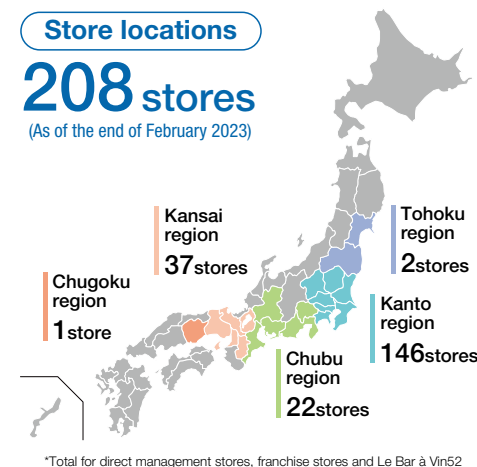 Store locations
208 stores
(As of the end of February 2023)
Kansai
region
37stores
Tohoku
region
2stores
Chugoku
region
1store
Kanto
region
146stores
Chubu
region
22stores
*Total for direct management stores, franchise stores and Le Bar à Vin52